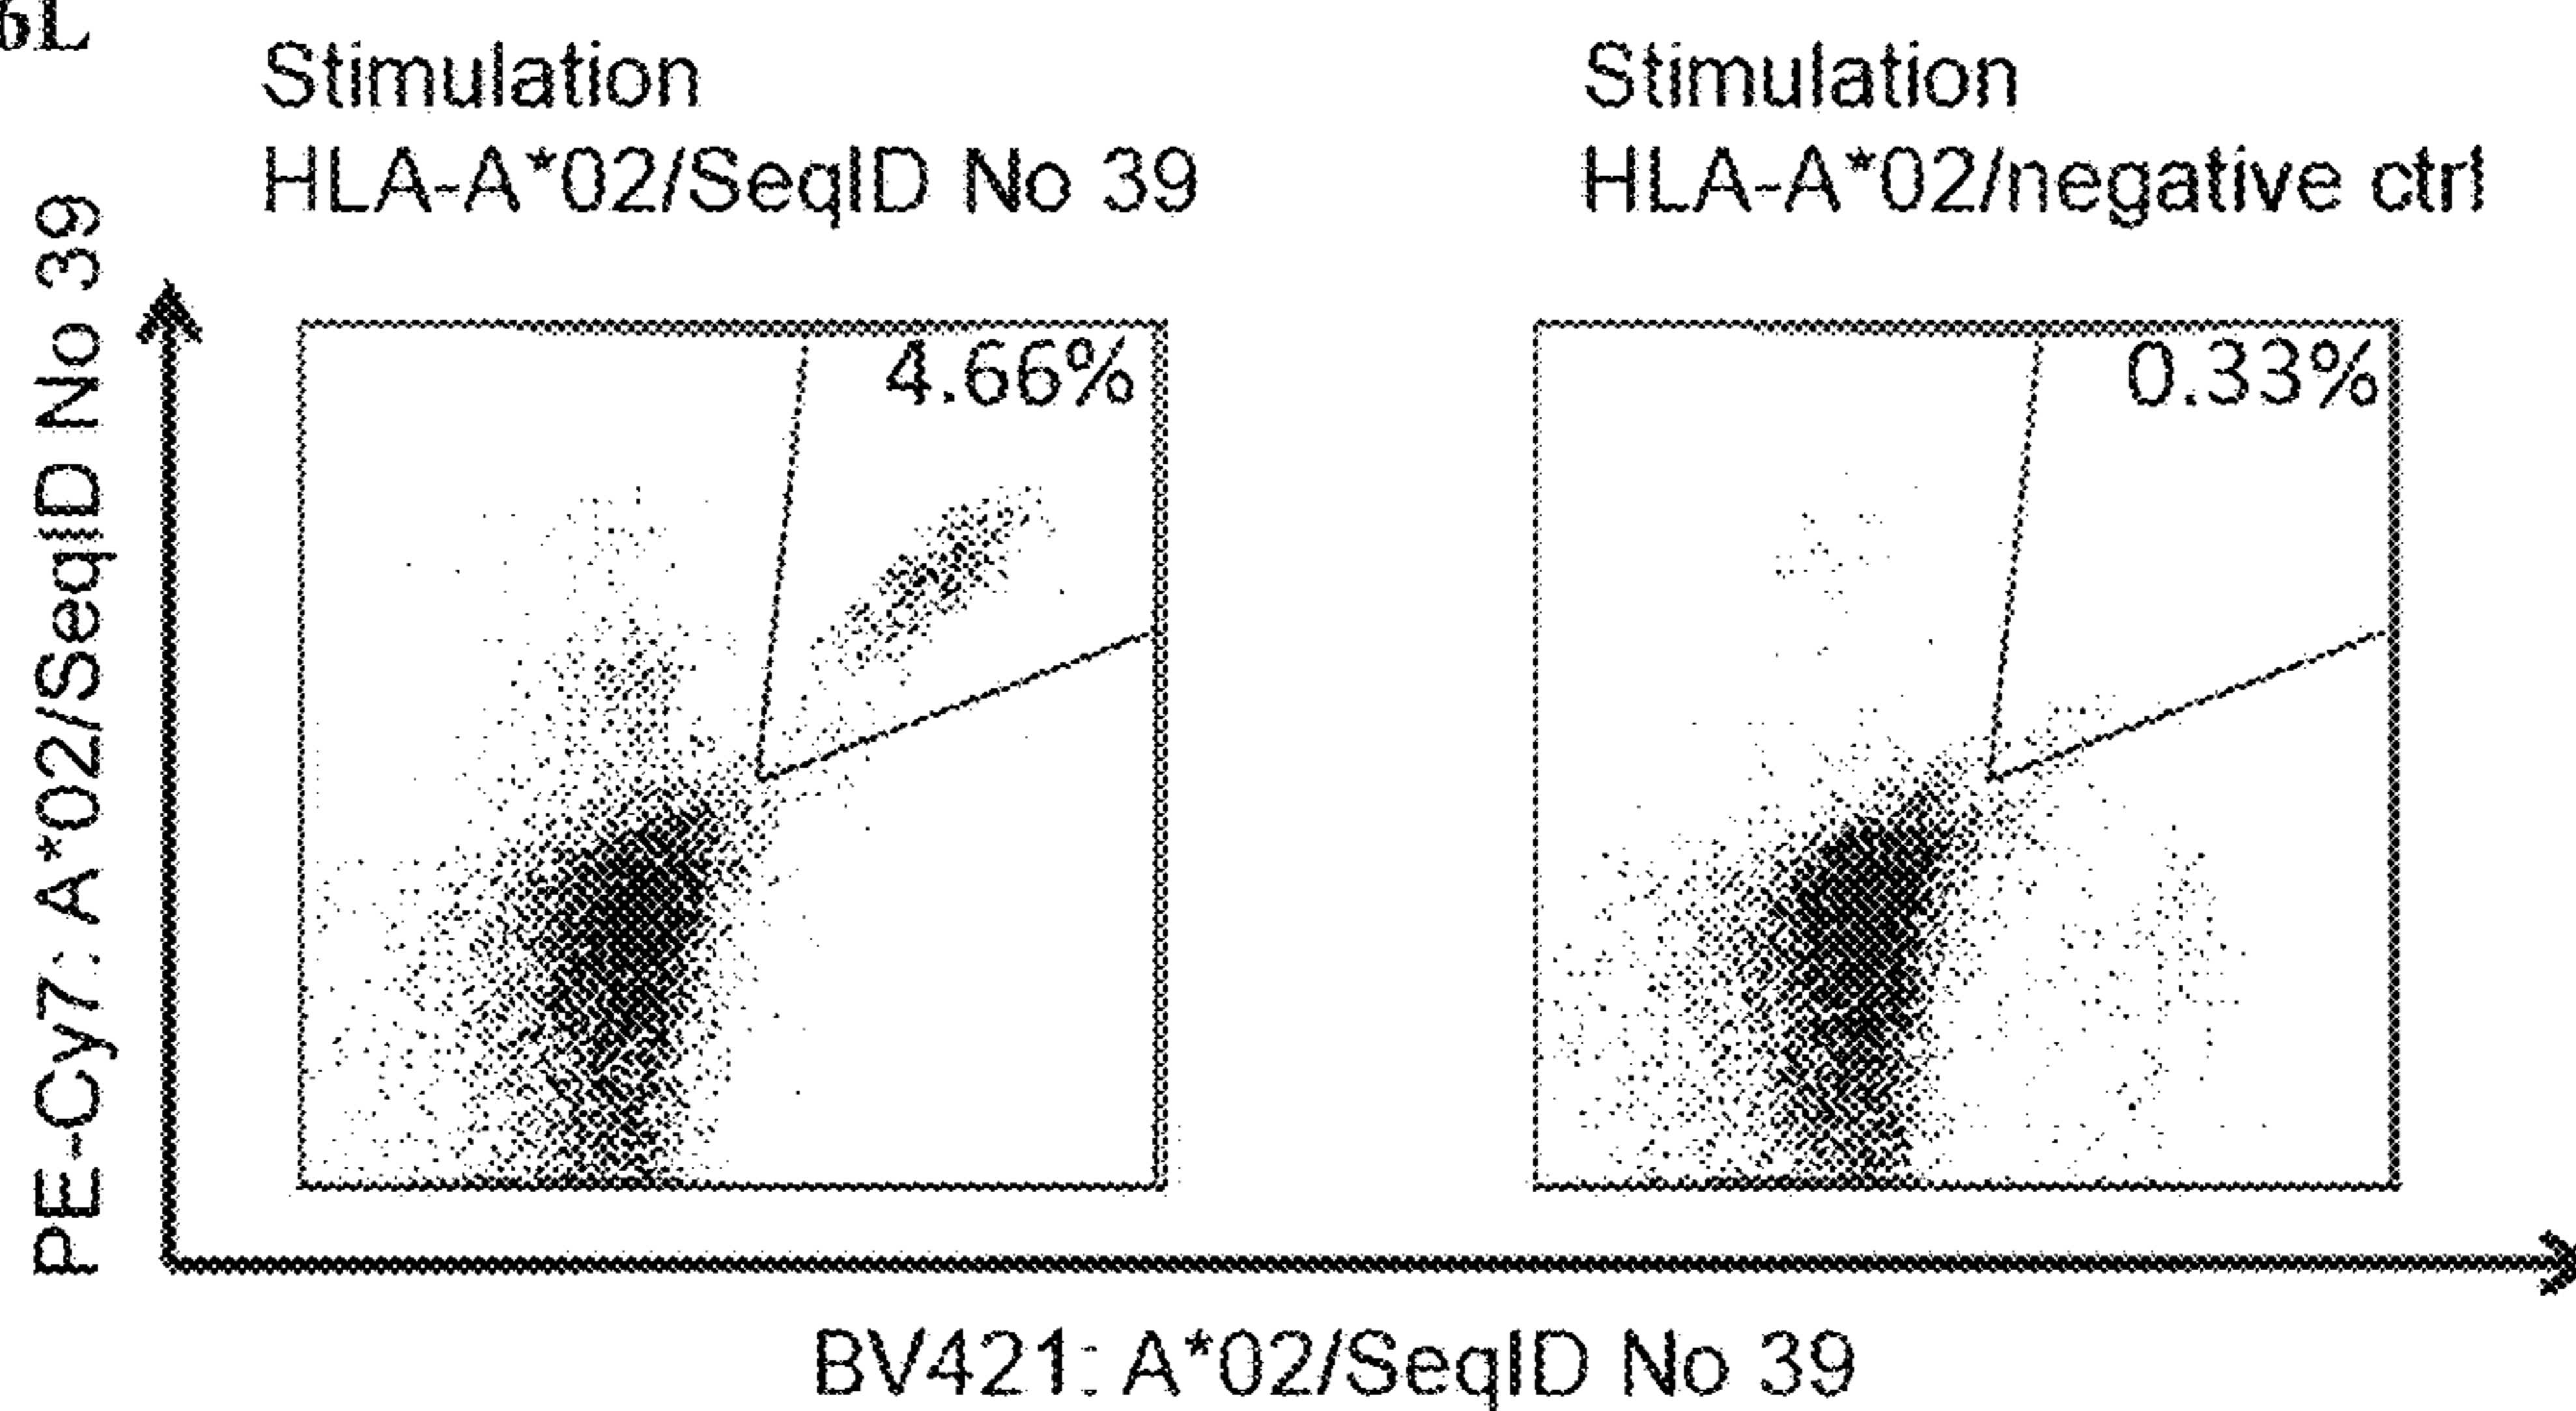 6L
Stimulation
HLA-A*02/SeqID No 39
Stimulation
HLA-A*02/negative ctrl
PE-Cy7: A*02/SeqID No 39
4.66%
0.33%
BV421: A*02/SeqID No 39